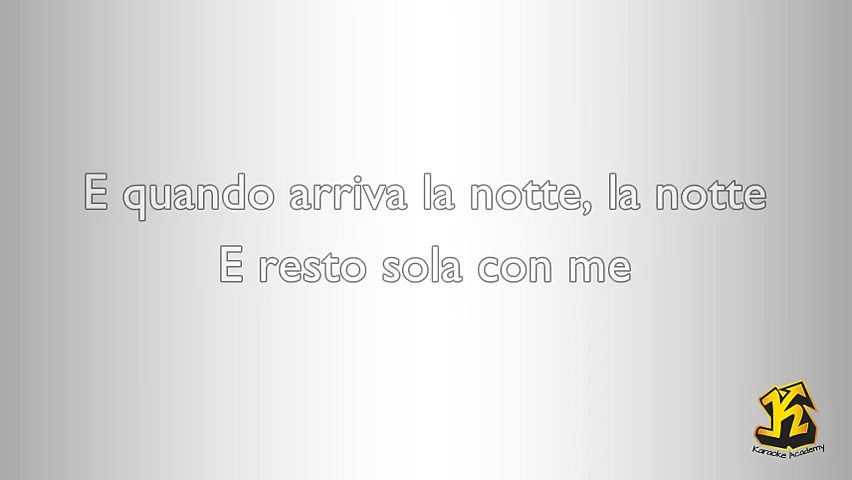 E quando arriva la notte, la notte
E resto sola con me
K
Karaoke Academy